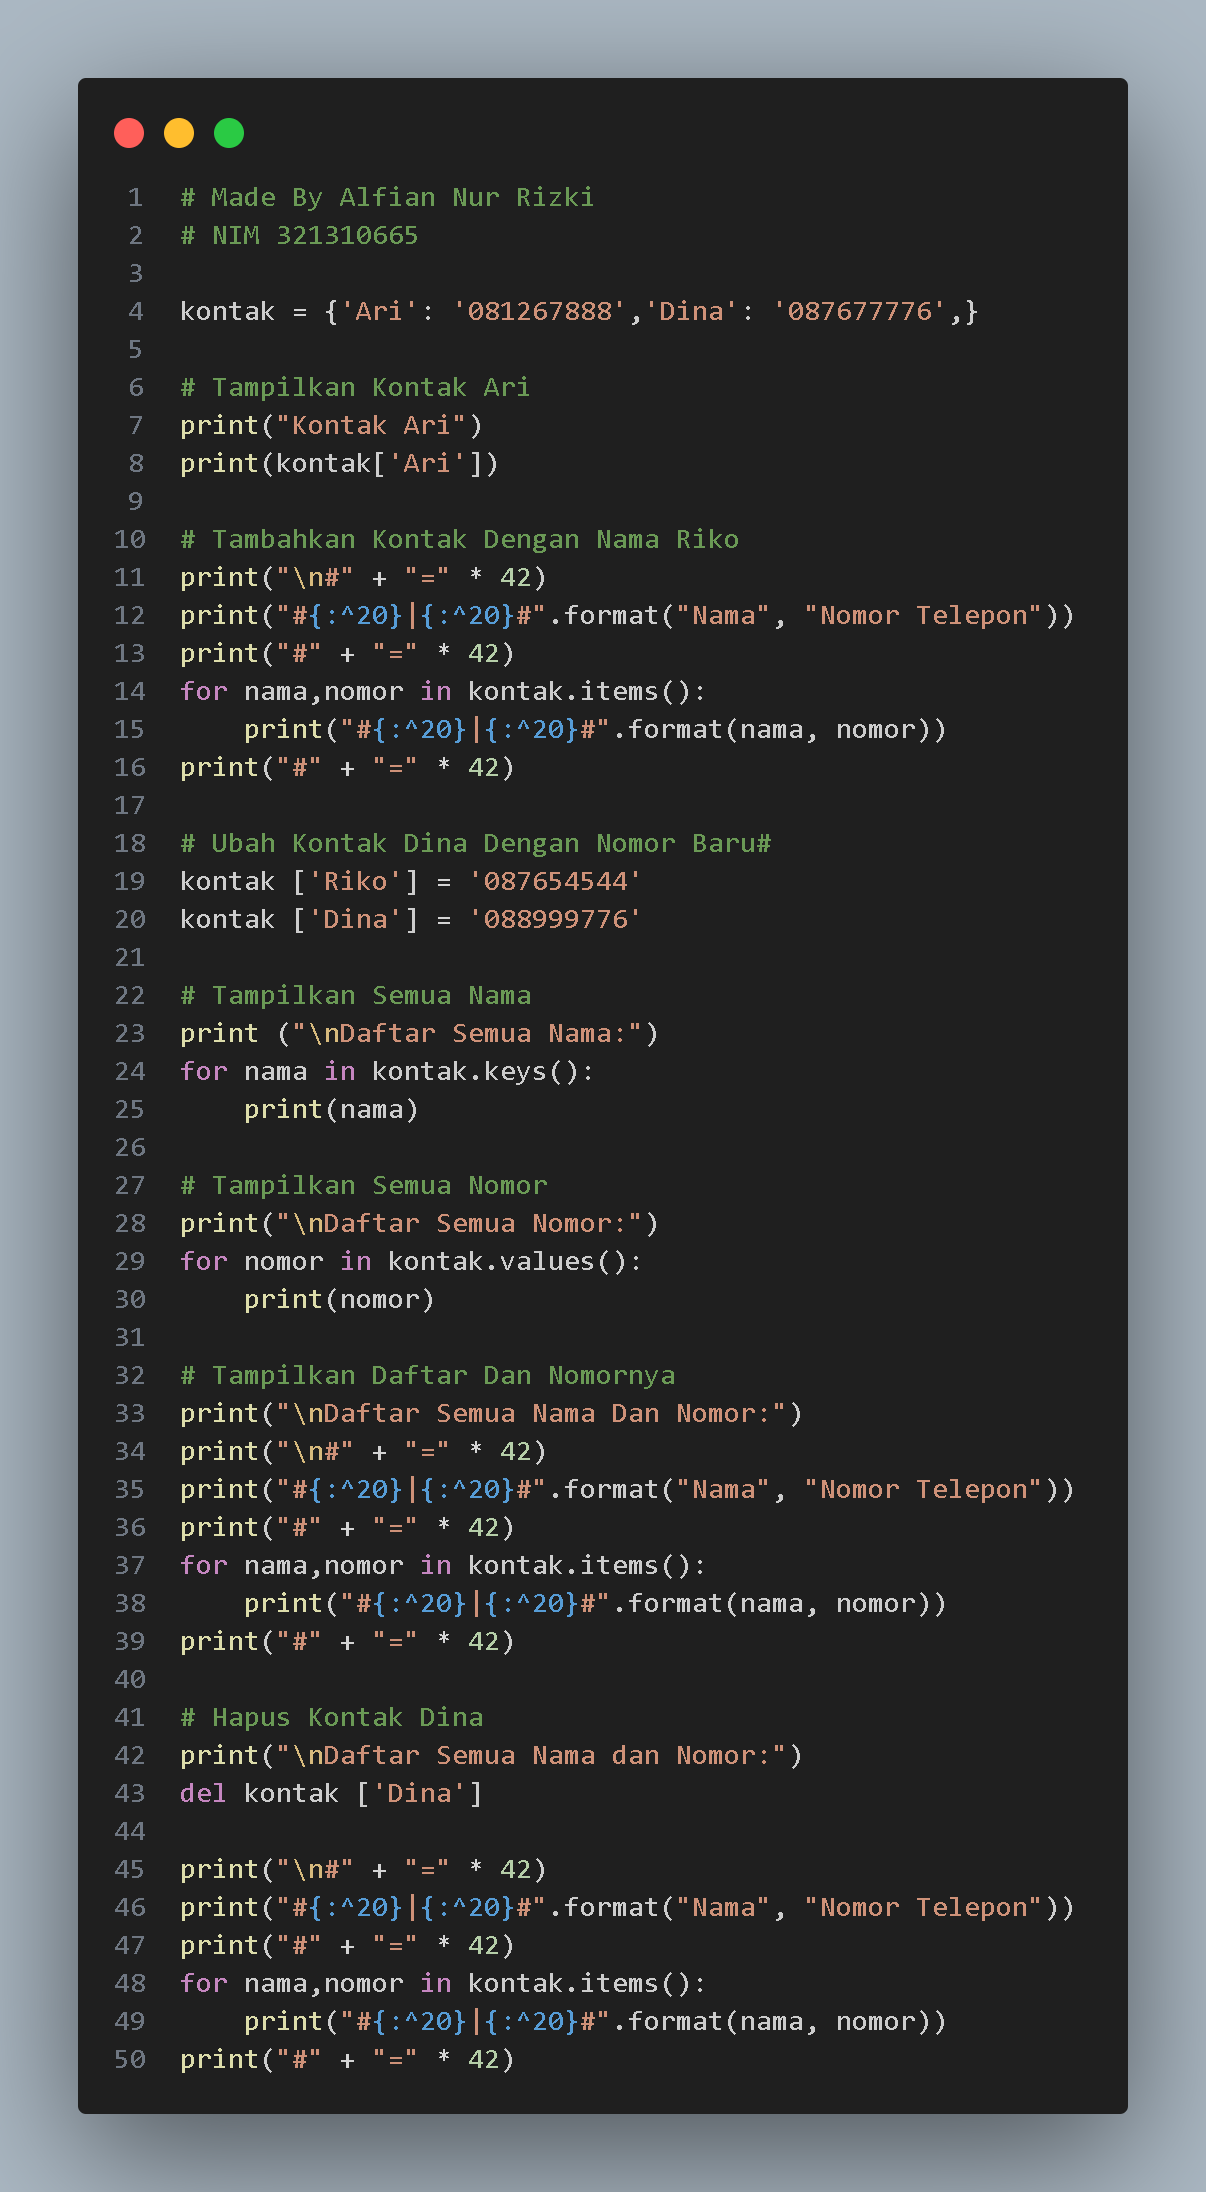 1 # Made By Alfian Nur Rizki
2 # NIM 321310665
3
4 kontak = {'Ari': '081267888','Dina': '087677776',}
5
6 # Tampilkan Kontak Ari
7 print("Kontak Ari")
8 print(kontak['Ari'])
9
10 # Tambahkan Kontak Dengan Nama Riko
11 print("\n#" + "=" * 42)
12 print("#{:^20}|{:^20}#".format("Nama", "Nomor Telepon"))
13 print("#" + "=" * 42)
14 for nama,nomor in kontak.items():
15     print("#{:^20}|{:^20}#".format(nama, nomor))
16 print("#" + "=" * 42)
17
18 # Ubah Kontak Dina Dengan Nomor Baru#
19 kontak ['Riko'] = '087654544'
20 kontak ['Dina'] = '088999776'
21
22 # Tampilkan Semua Nama
23 print ("\nDaftar Semua Nama:")
24 for nama in kontak.keys():
25     print(nama)
26
27 # Tampilkan Semua Nomor
28 print("\nDaftar Semua Nomor:")
29 for nomor in kontak.values():
30     print(nomor)
31
32 # Tampilkan Daftar Dan Nomornya
33 print("\nDaftar Semua Nama Dan Nomor:")
34 print("\n#" + "=" * 42)
35 print("#{:^20}|{:^20}#".format("Nama", "Nomor Telepon"))
36 print("#" + "=" * 42)
37 for nama,nomor in kontak.items():
38     print("#{:^20}|{:^20}#".format(nama, nomor))
39 print("#" + "=" * 42)
40
41 # Hapus Kontak Dina
42 print("\nDaftar Semua Nama dan Nomor:")
43 del kontak ['Dina']
44
45 print("\n#" + "=" * 42)
46 print("#{:^20}|{:^20}#".format("Nama", "Nomor Telepon"))
47 print("#" + "=" * 42)
48 for nama,nomor in kontak.items():
49     print("#{:^20}|{:^20}#".format(nama, nomor))
50 print("#" + "=" * 42)